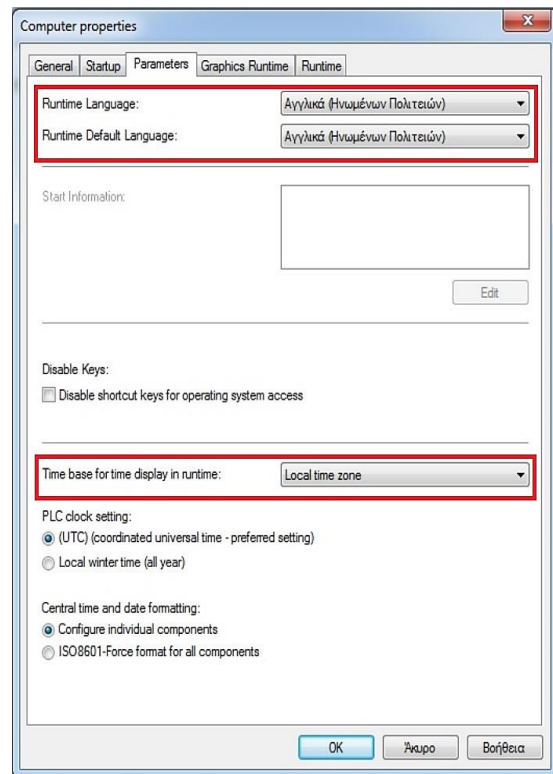 Computer properties
General Startup Parameters Graphics Runtime Runtime
Runtime Language: Αγγλικά (Ηνωμένων Πολιτειών)
Runtime Default Language: Αγγλικά (Ηνωμένων Πολιτειών)
Start Information:
Edit
Disable Keys:
Disable shortcut keys for operating system access
Time base for time display in runtime: Local time zone
PLC clock setting:
(UTC) (coordinated universal time - preferred setting)
Local winter time (all year)
Central time and date formatting:
Configure individual components
ISO8601-Force format for all components
OK Άκυρο Βοήθεια